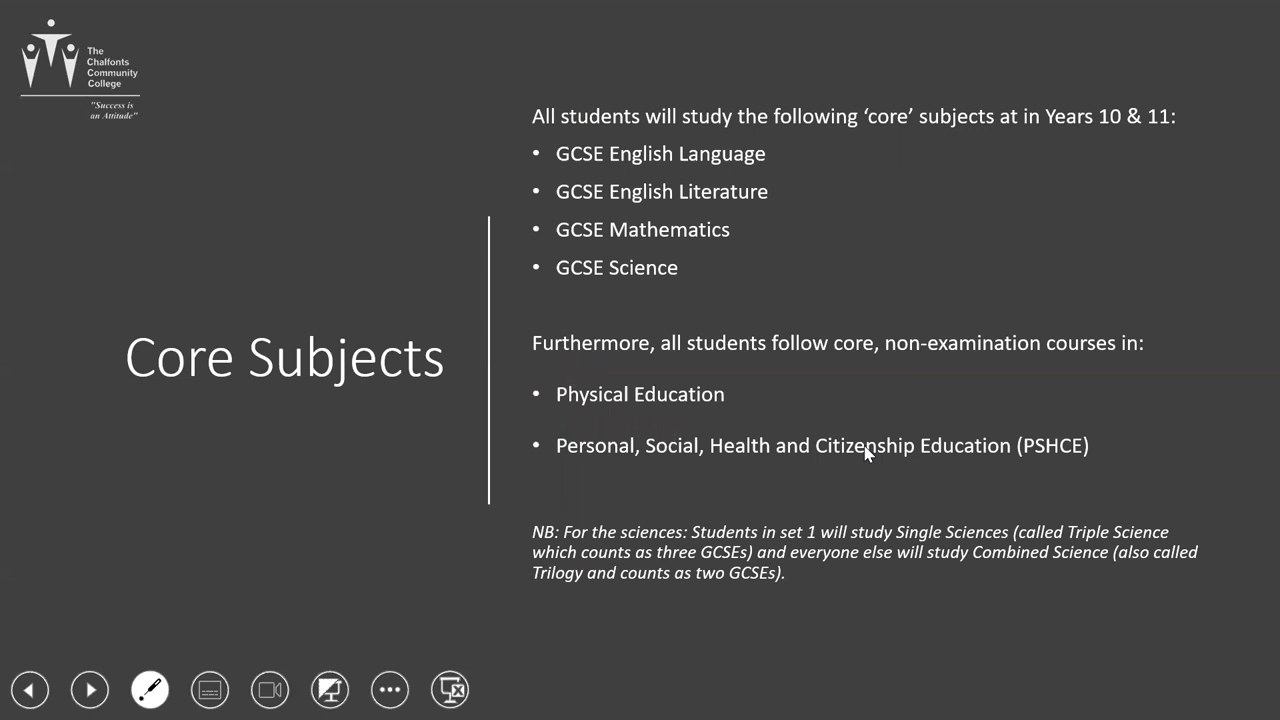 The
Chalfonts
Community
College
"Success is
an Attitude"
Core Subjects
All students will study the following ‘core’ subjects at in Years 10 & 11:
• GCSE English Language
• GCSE English Literature
• GCSE Mathematics
• GCSE Science
Furthermore, all students follow core, non-examination courses in:
• Physical Education
• Personal, Social, Health and Citizenship Education (PSHCE)
NB: For the sciences: Students in set 1 will study Single Sciences (called Triple Science
which counts as three GCSEs) and everyone else will study Combined Science (also called
Trilogy and counts as two GCSEs).